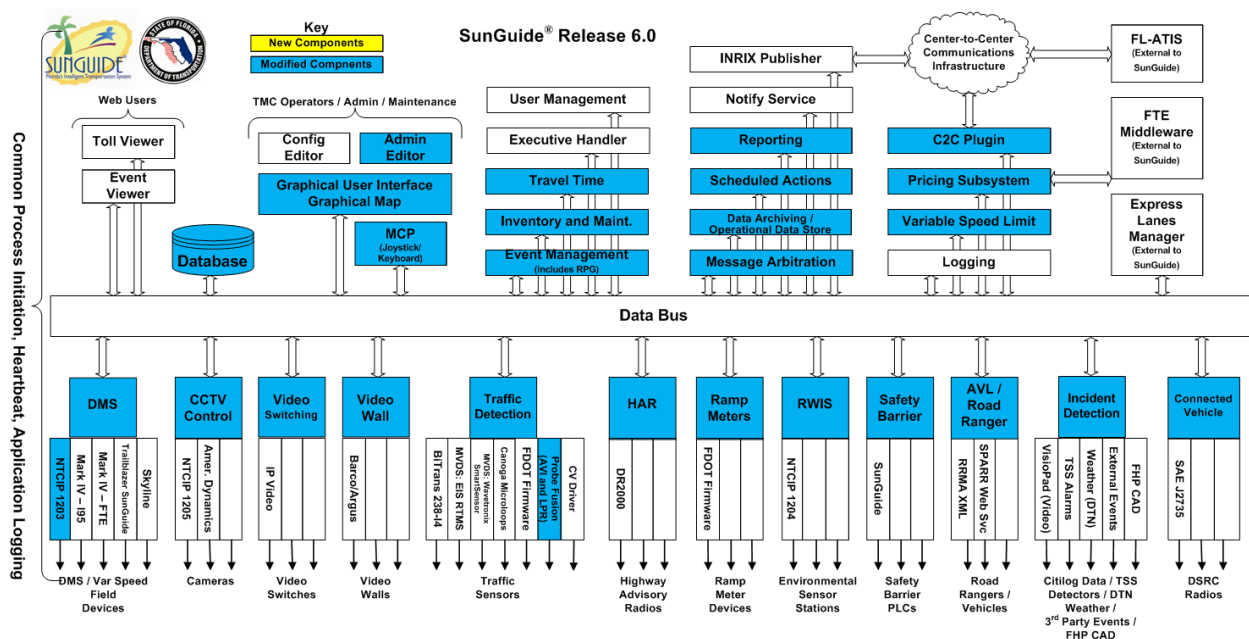 SUNGUIDE
Florida's Intelligent Transportation System
STATE OF FLORIDA
DEPARTMENT OF TRANSPORTATION
Key
New Components
Modified Compnents
SunGuide® Release 6.0
Common Process Initiation, Heartbeat, Application Logging
Web Users
Toll Viewer
Event
Viewer
TMC Operators / Admin / Maintenance
Config
Editor
Admin
Editor
Graphical User Interface
Graphical Map
MCP
(Joystick/
Keyboard)
Database
User Management
Executive Handler
Travel Time
Inventory and Maint.
Event Management
(includes RPG)
INRIX Publisher
Notify Service
Reporting
Scheduled Actions
Data Archiving /
Operational Data Store
Message Arbitration
Center-to-Center
Communications
Infrastructure
C2C Plugin
Pricing Subsystem
Variable Speed Limit
Logging
FL-ATIS
(External to
SunGuide)
FTE
Middleware
(External to
SunGuide)
Express
Lanes
Manager
(External to
SunGuide)
Data Bus
DMS
NTCIP 1203
Mark IV – I95
Mark IV – FTE
Trailblazer SunGuide
Skyline
DMS / Var Speed
Field
Devices
CCTV
Control
NTCIP 1205
Amer. Dynamics
Cameras
Video
Switching
IP Video
Video
Switches
Video
Wall
Barco/Argus
Video
Walls
Traffic
Detection
BiTrans 238-I4
MVDS: EIS RTMS
MVDS: Wavetronix
SmartSensor
Canoga Microloops
FDOT Firmware
Probe Fusion
(AVI and LPR)
CV Driver
Traffic
Sensors
HAR
DR2000
Highway
Advisory
Radios
Ramp
Meters
FDOT Firmware
Ramp
Meter
Devices
RWIS
NTCIP 1204
Environmental
Sensor
Stations
Safety
Barrier
SunGuide
Safety
Barrier
PLCs
AVL /
Road
Ranger
RRMA XML
SPARR Web Svc
Road
Rangers /
Vehicles
Incident
Detection
VisioPad (Video)
TSS Alarms
Weather (DTN)
External Events
FHP CAD
Citilog Data / TSS
Detectors / DTN
Weather /
3rd Party Events /
FHP CAD
Connected
Vehicle
SAE J2735
DSRC
Radios